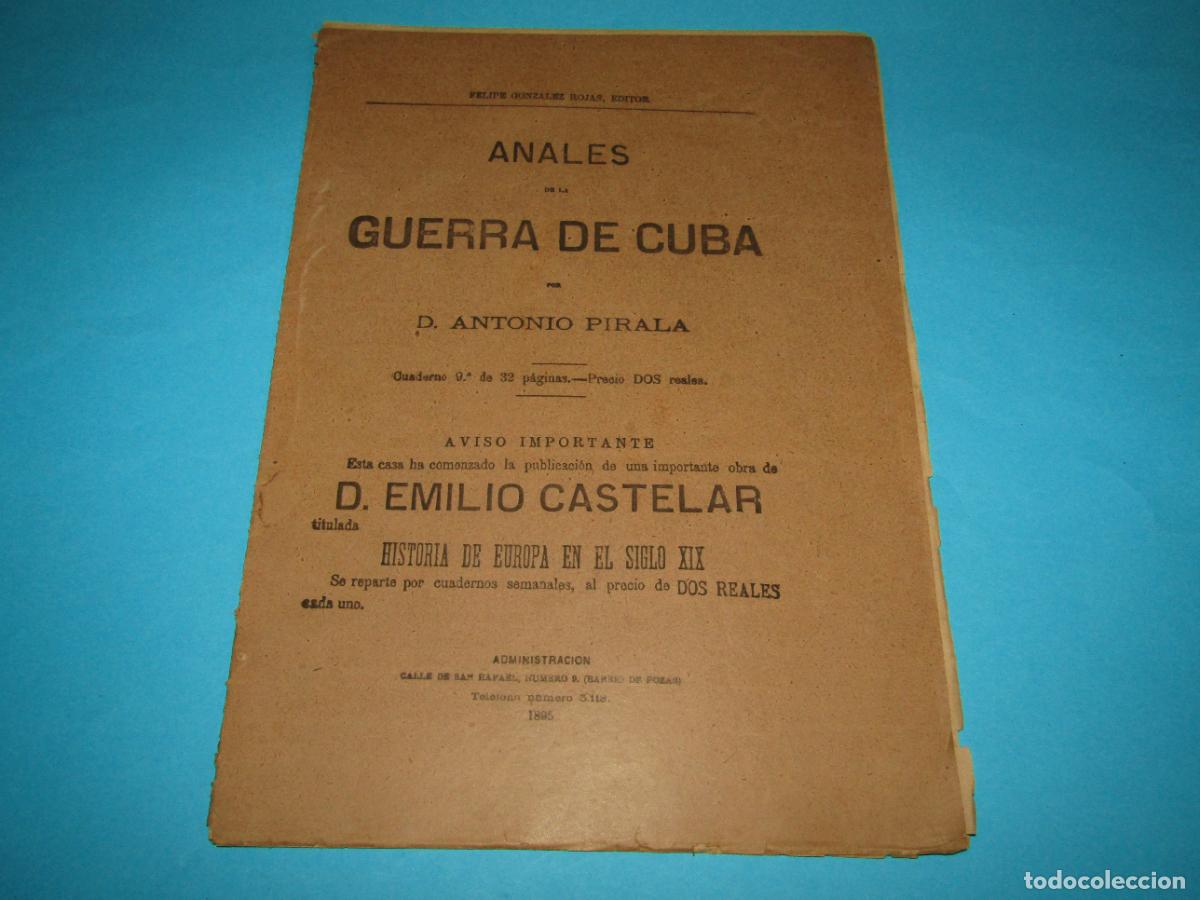 FELIPE GONZALEZ ROJAS, EDITOR
ANALES
DE LA
GUERRA DE CUBA
POR
D. ANTONIO PIRALA
Cuaderno 9.º de 32 páginas.—Precio DOS reales.
AVISO IMPORTANTE
Esta casa ha comenzado la publicación de una importante obra de
D. EMILIO CASTELAR
titulada
HISTORIA DE EUROPA EN EL SIGLO XIX
Se reparte por cuadernos semanales, al precio de DOS REALES
cada uno.
ADMINISTRACION
CALLE DE SAN RAFAEL, NUMERO 9. (BARRIO DE POZAS)
Teléfono número 3.118.
1895
todocoleccion